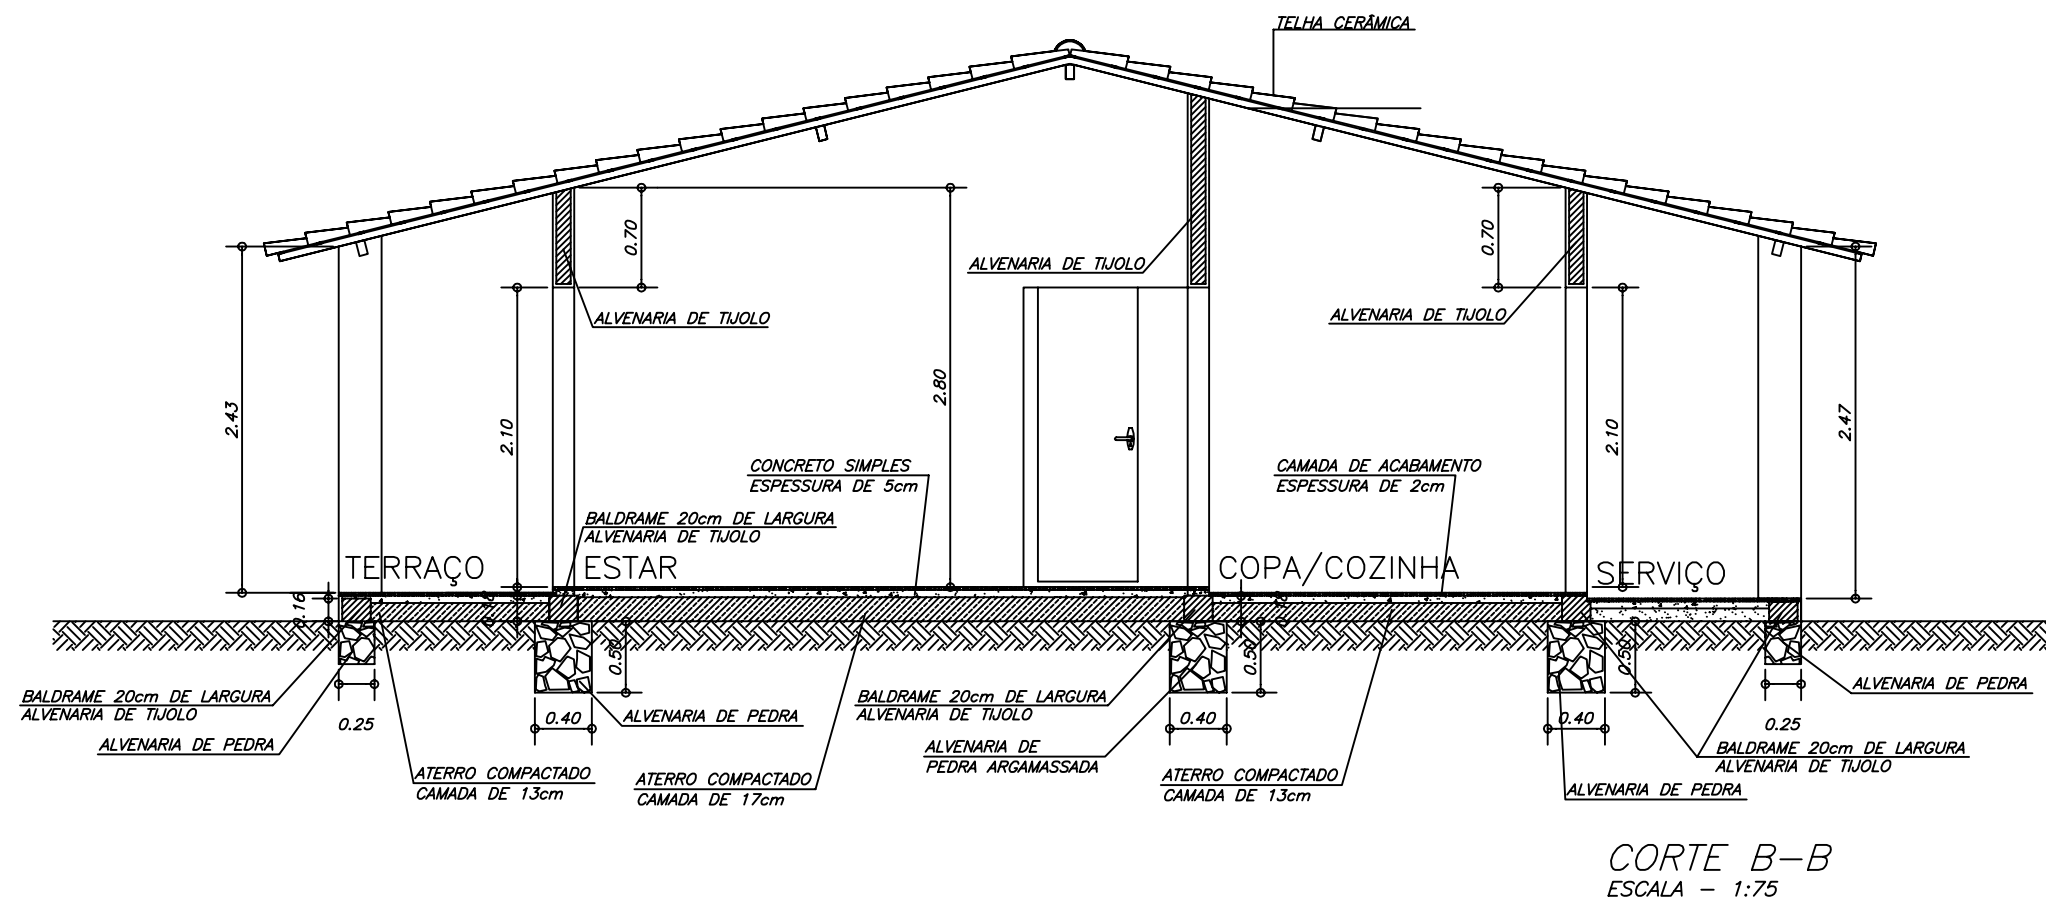 TELHA CERÂMICA
0.70
0.70
ALVENARIA DE TIJOLO
ALVENARIA DE TIJOLO
ALVENARIA DE TIJOLO
2.43
2.10
2.80
2.10
2.47
CONCRETO SIMPLES
ESPESSURA DE 5cm
CAMADA DE ACABAMENTO
ESPESSURA DE 2cm
BALDRAME 20cm DE LARGURA
ALVENARIA DE TIJOLO
TERRAÇO
ESTAR
COPA/COZINHA
SERVIÇO
0.16
0.18
0.18
0.50
0.50
0.50
BALDRAME 20cm DE LARGURA
ALVENARIA DE TIJOLO
ALVENARIA DE PEDRA
0.25
0.40
ALVENARIA DE PEDRA
BALDRAME 20cm DE LARGURA
ALVENARIA DE TIJOLO
0.40
0.40
0.25
ALVENARIA DE PEDRA
ALVENARIA DE
PEDRA ARGAMASSADA
BALDRAME 20cm DE LARGURA
ALVENARIA DE TIJOLO
ATERRO COMPACTADO
CAMADA DE 13cm
ATERRO COMPACTADO
CAMADA DE 17cm
ATERRO COMPACTADO
CAMADA DE 13cm
ALVENARIA DE PEDRA
CORTE B-B
ESCALA - 1:75